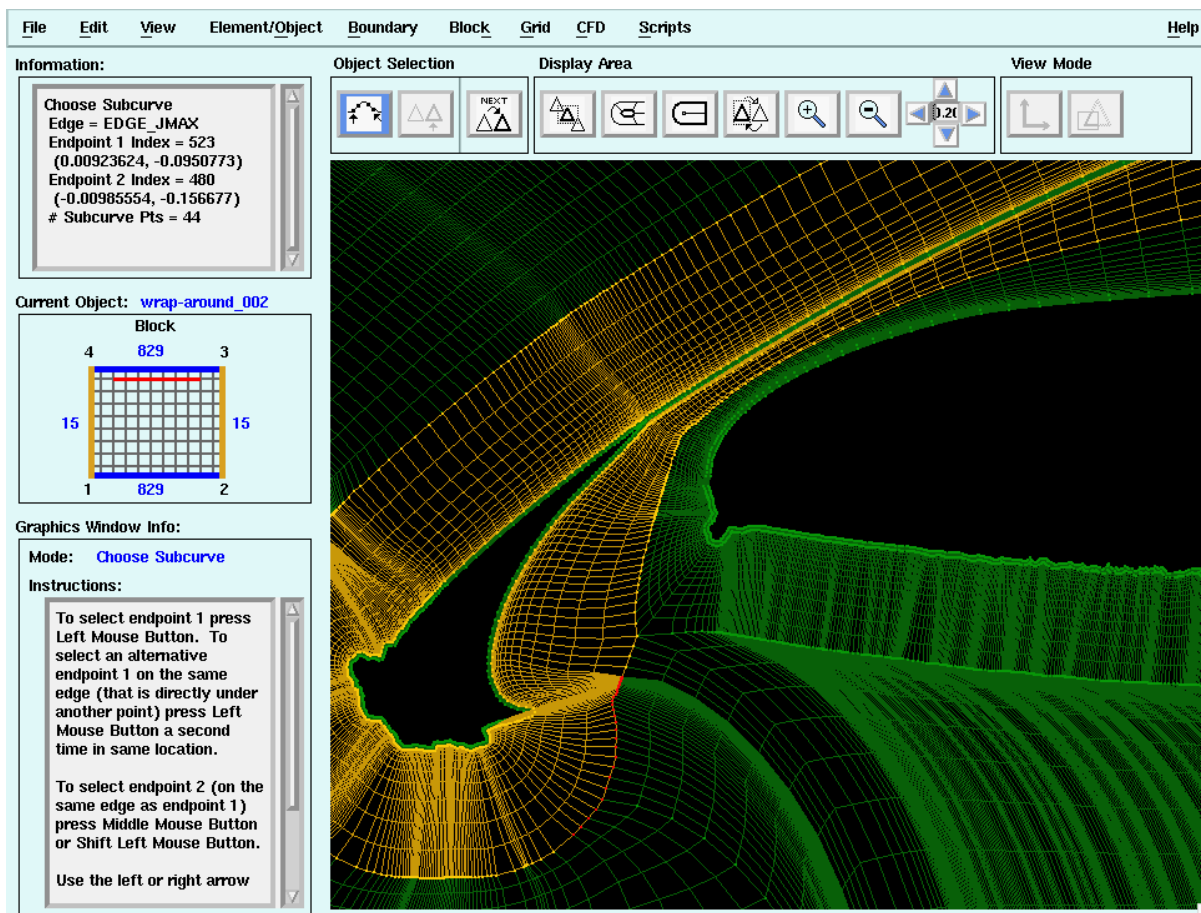 File Edit View Element/Object Boundary Block Grid CFD Scripts Help
Information:
Object Selection
Display Area
View Mode
NEXT
0.20
Choose Subcurve
Edge = EDGE_JMAX
Endpoint 1 Index = 523
(0.00923624, -0.0950773)
Endpoint 2 Index = 480
(-0.00985554, -0.156677)
# Subcurve Pts = 44
Current Object: wrap-around_002
Block
4 829 3
15 15
1 829 2
Graphics Window Info:
Mode: Choose Subcurve
Instructions:
To select endpoint 1 press
Left Mouse Button. To
select an alternative
endpoint 1 on the same
edge (that is directly under
another point) press Left
Mouse Button a second
time in same location.
To select endpoint 2 (on the
same edge as endpoint 1)
press Middle Mouse Button
or Shift Left Mouse Button.
Use the left or right arrow